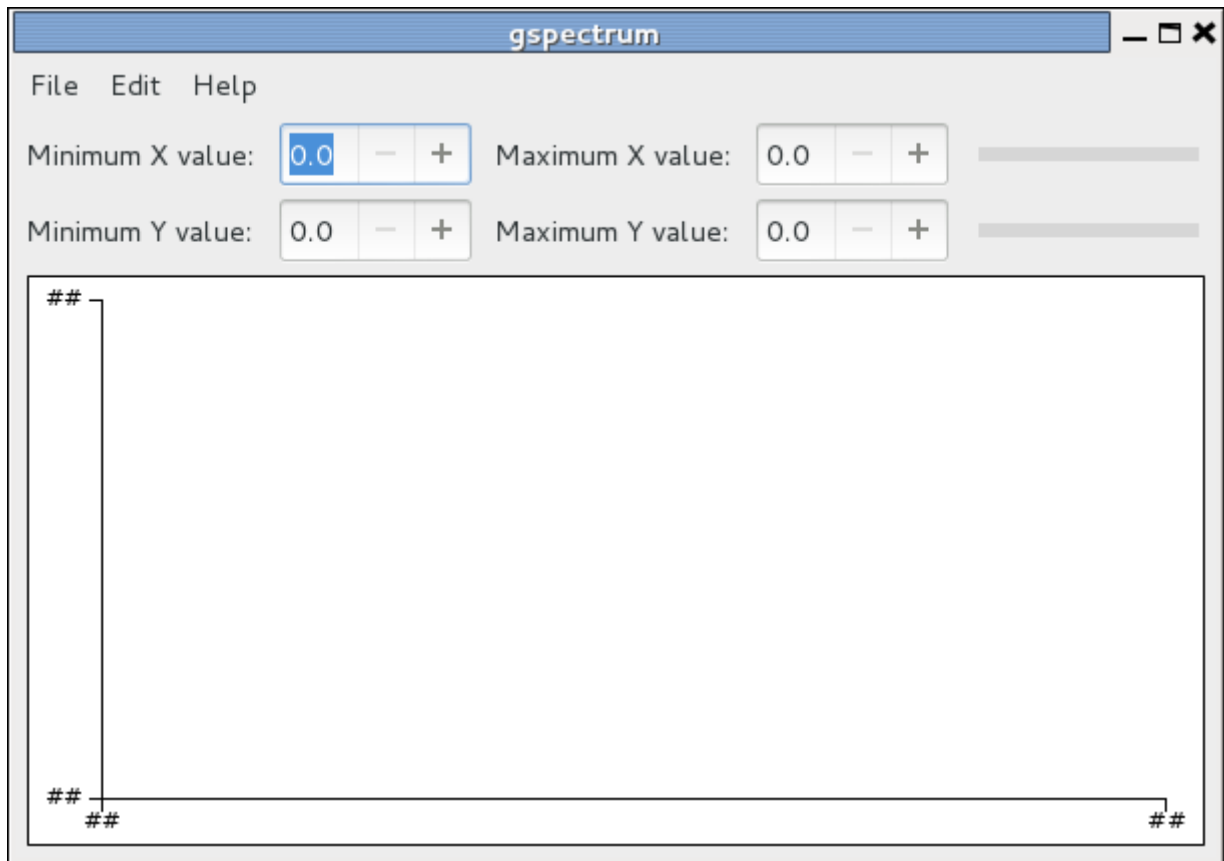 gspectrum
File Edit Help
Minimum X value: 0.0 − + Maximum X value: 0.0 − +
Minimum Y value: 0.0 − + Maximum Y value: 0.0 − +
##
##
## ##